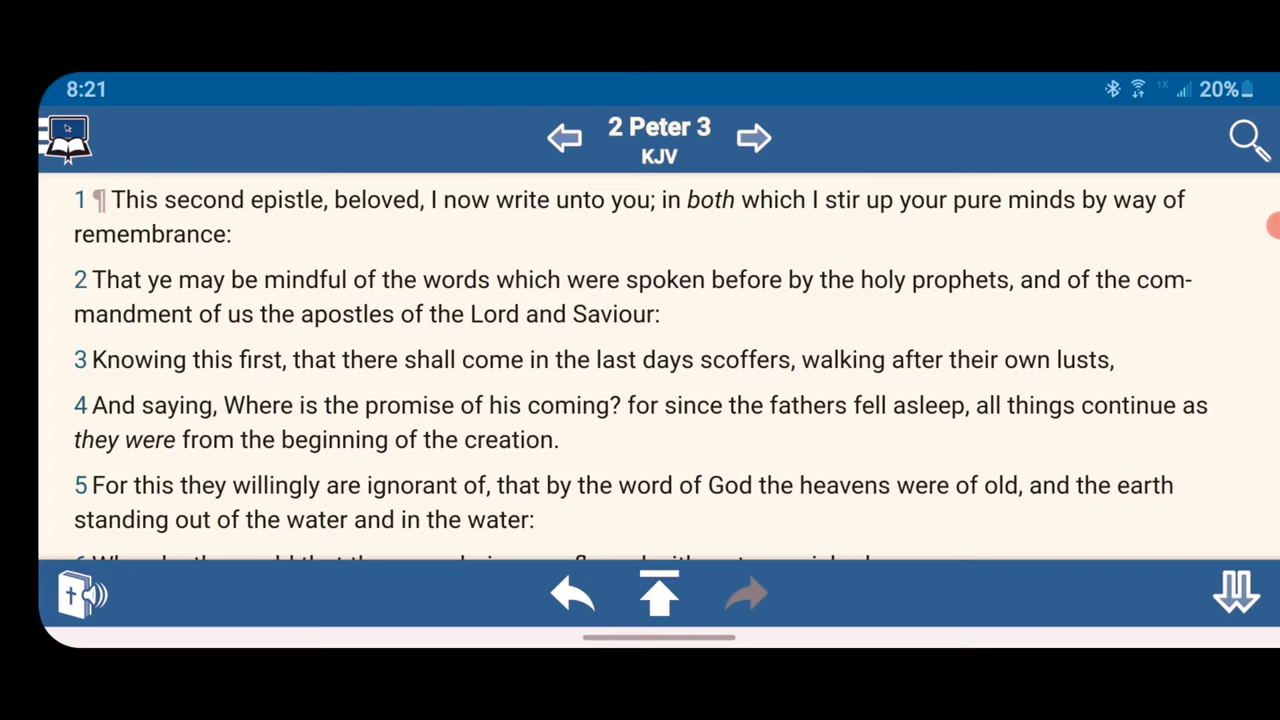 8:21
1X
20%
2 Peter 3
KJV
1 ¶ This second epistle, beloved, I now write unto you; in both which I stir up your pure minds by way of
remembrance:
2 That ye may be mindful of the words which were spoken before by the holy prophets, and of the com-
mandment of us the apostles of the Lord and Saviour:
3 Knowing this first, that there shall come in the last days scoffers, walking after their own lusts,
4 And saying, Where is the promise of his coming? for since the fathers fell asleep, all things continue as
they were from the beginning of the creation.
5 For this they willingly are ignorant of, that by the word of God the heavens were of old, and the earth
standing out of the water and in the water: